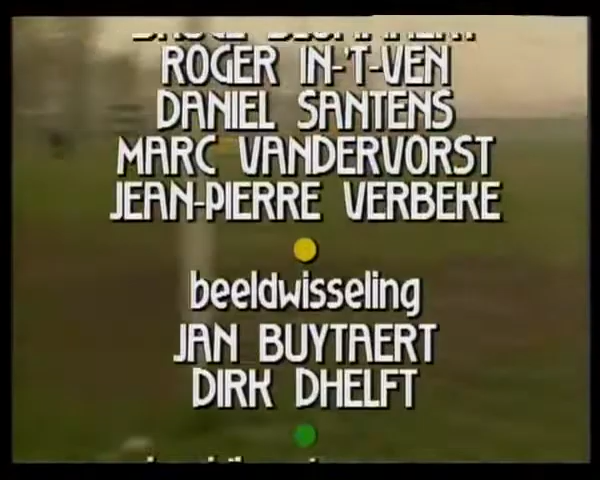 ROGER IN-'T-VEN
DANIEL SANTENS
MARC VANDERVORST
JEAN-PIERRE VERBEKE
beeldwisseling
JAN BUYTAERT
DIRK DHELFT